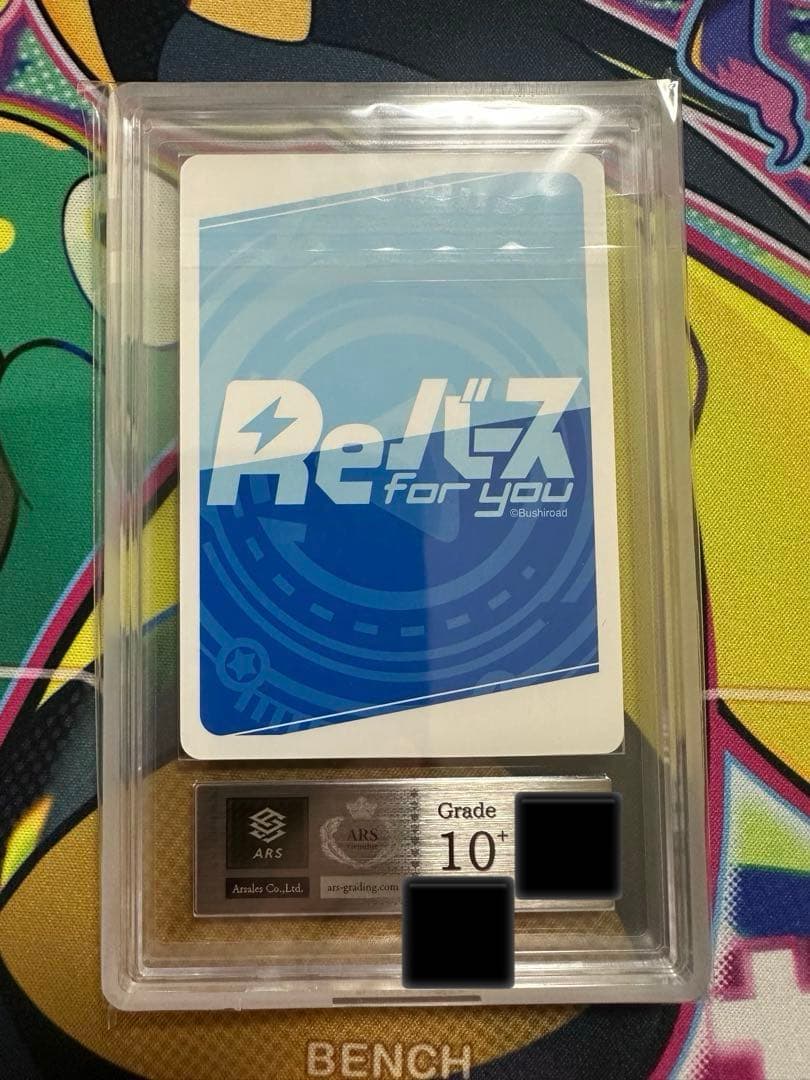 Reバース
for you
©Bushiroad
ARS
Arsales Co.,Ltd.
ARS
ars-grading.com
Grade
10+
BENCH